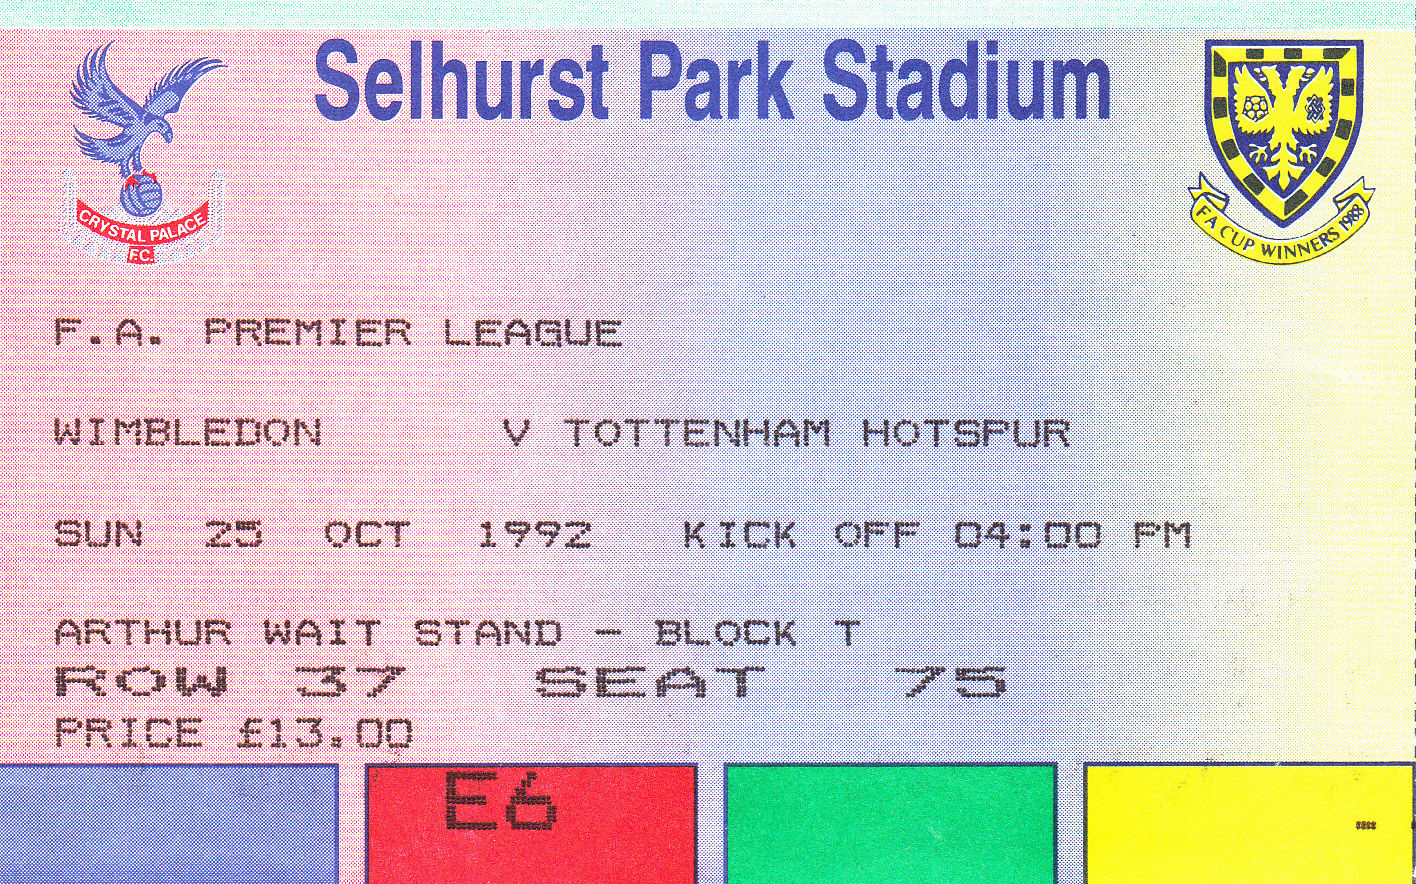 Selhurst Park Stadium
CRYSTAL PALACE
F.C.
F A CUP WINNERS 1988
F.A. PREMIER LEAGUE
WIMBLEDON V TOTTENHAM HOTSPUR
SUN 25 OCT 1992 KICK OFF 04:00 PM
ARTHUR WAIT STAND - BLOCK T
ROW 37 SEAT 75
PRICE £13.00
E6